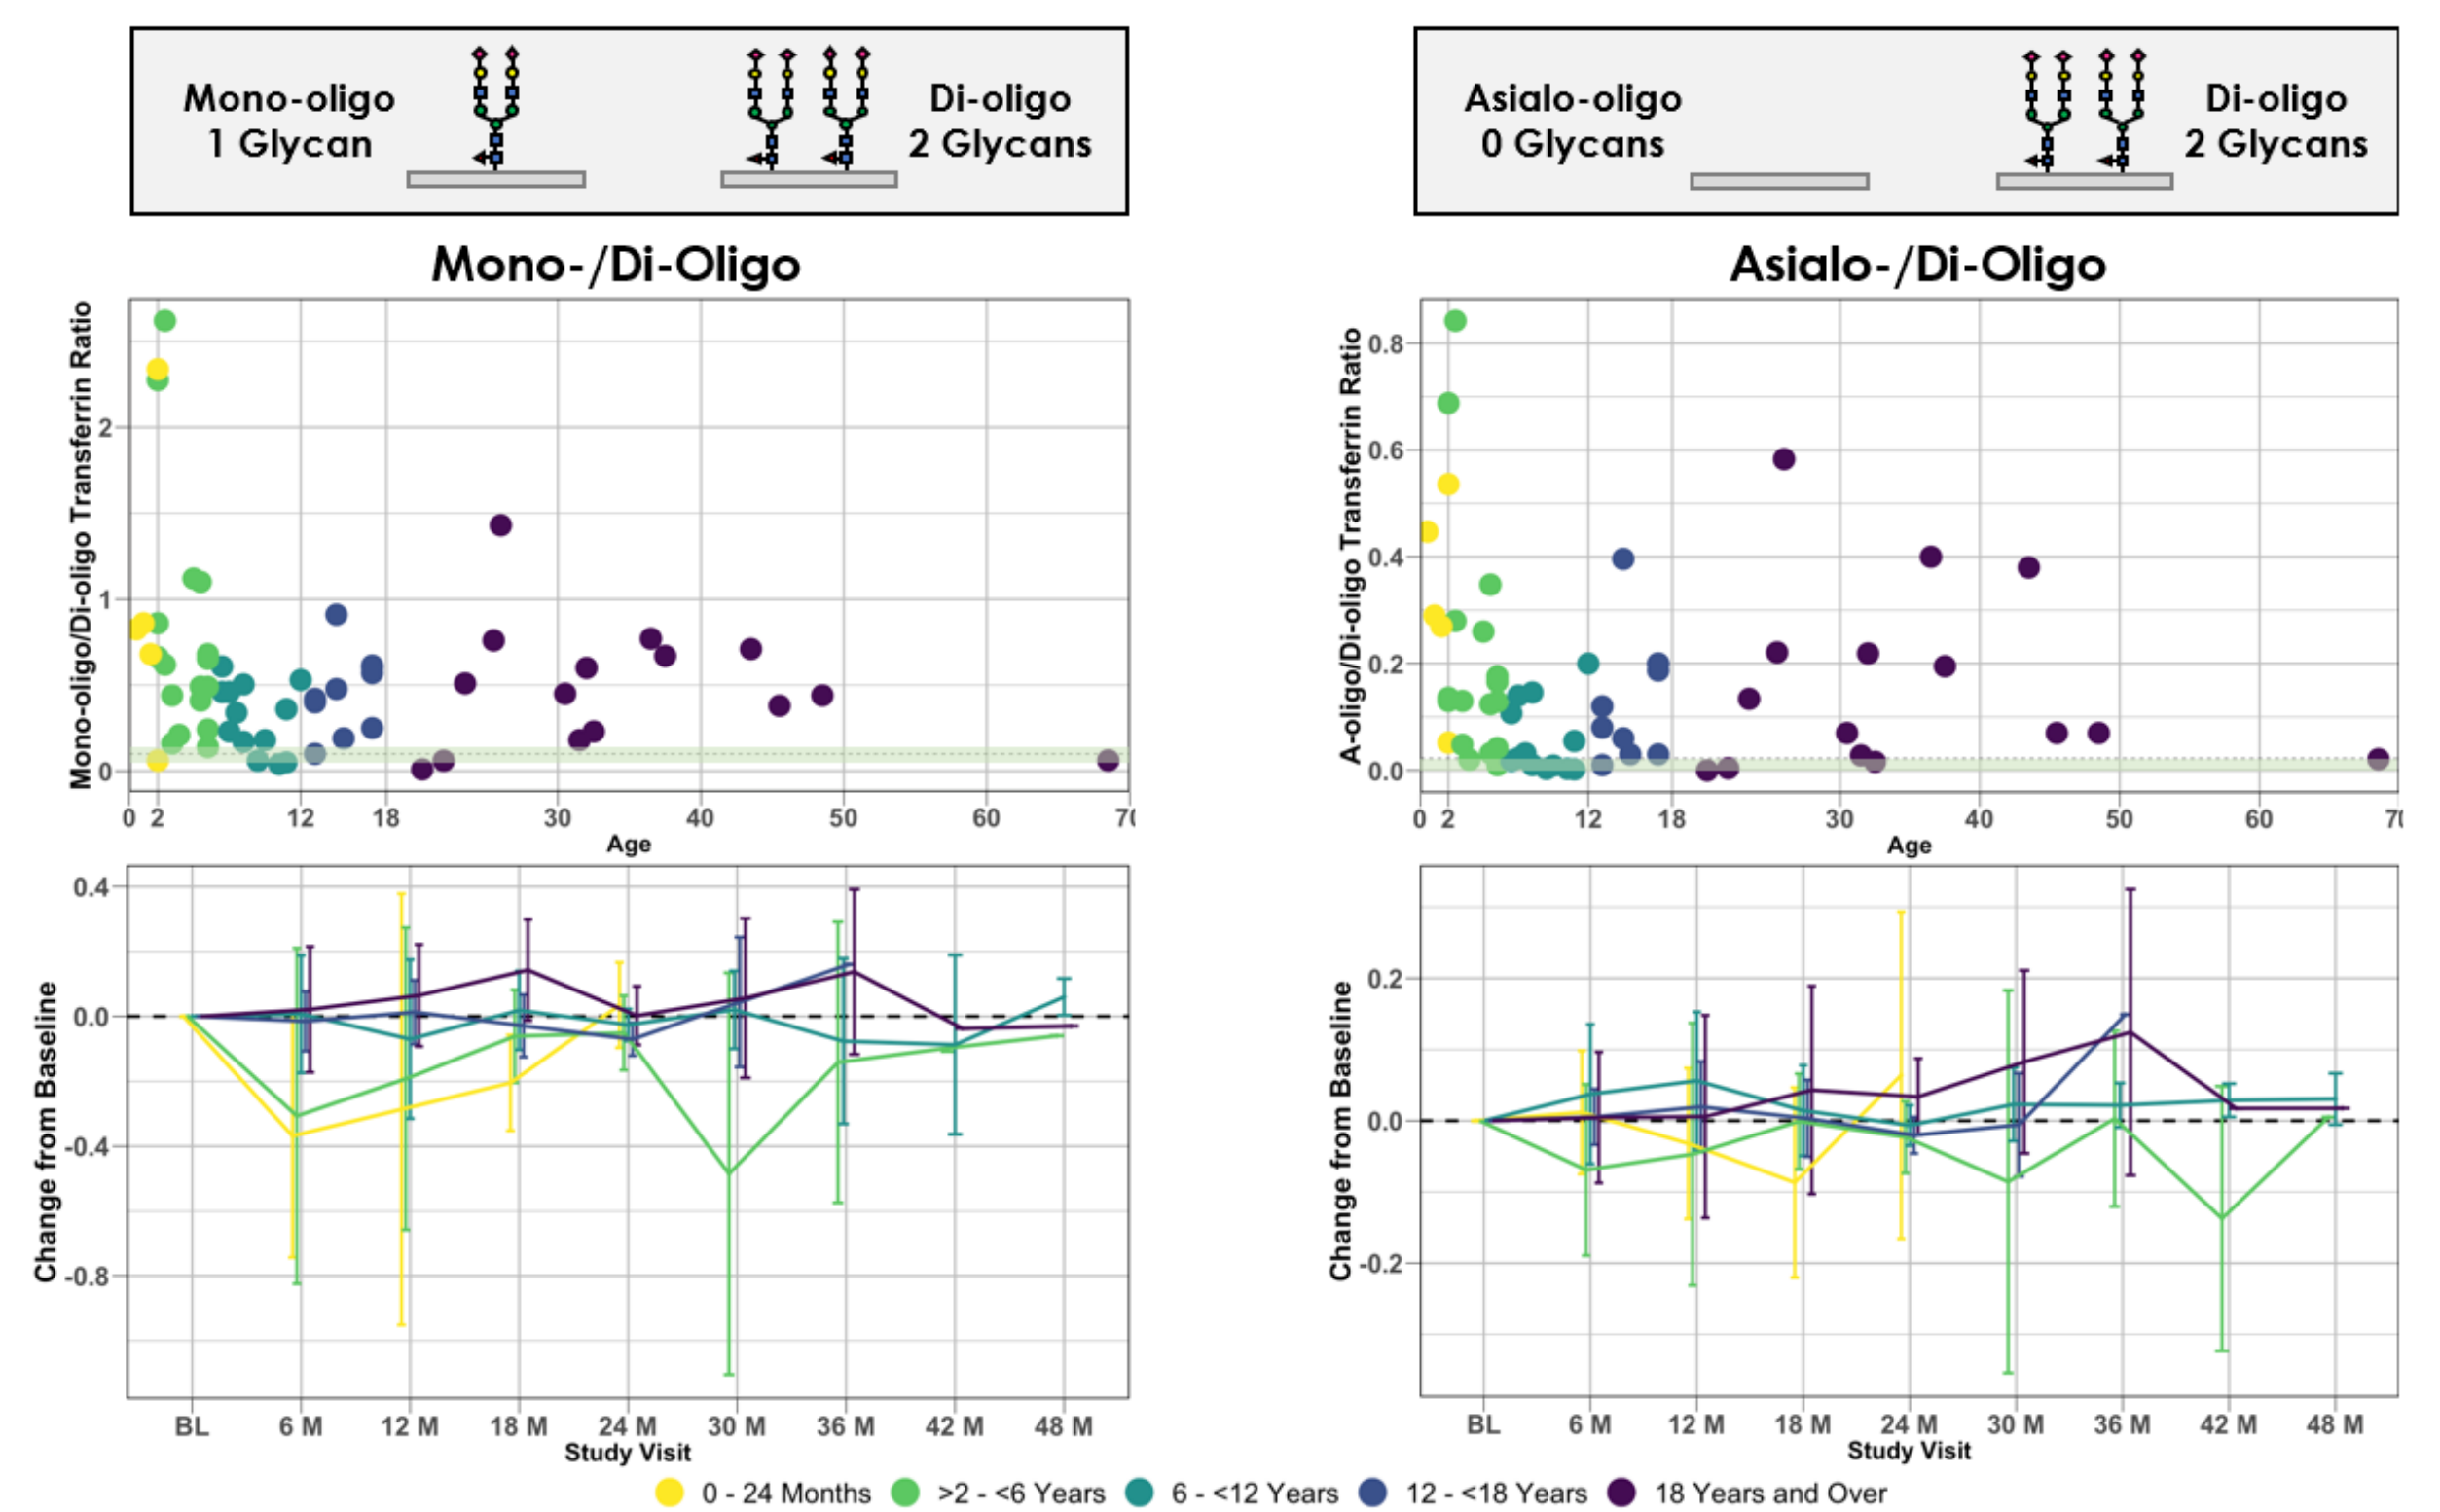 Mono-oligo
1 Glycan
Di-oligo
2 Glycans
Asialo-oligo
0 Glycans
Di-oligo
2 Glycans
Mono-/Di-Oligo
Mono-oligo/Di-oligo Transferrin Ratio
2
1
0
0 2 12 18 30 40 50 60 70
Age
Asialo-/Di-Oligo
A-oligo/Di-oligo Transferrin Ratio
0.8
0.6
0.4
0.2
0.0
0 2 12 18 30 40 50 60 70
Age
Change from Baseline
0.4
0.0
-0.4
-0.8
BL 6 M 12 M 18 M 24 M 30 M 36 M 42 M 48 M
Study Visit
Change from Baseline
0.2
0.0
-0.2
BL 6 M 12 M 18 M 24 M 30 M 36 M 42 M 48 M
Study Visit
0 - 24 Months >2 - <6 Years 6 - <12 Years 12 - <18 Years 18 Years and Over